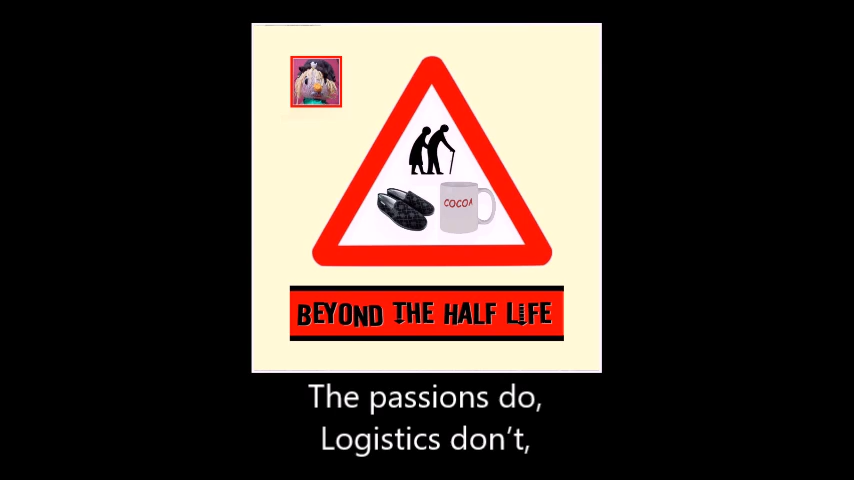 COCOA
BEYOND THE HALF LIFE
The passions do,
Logistics don’t,